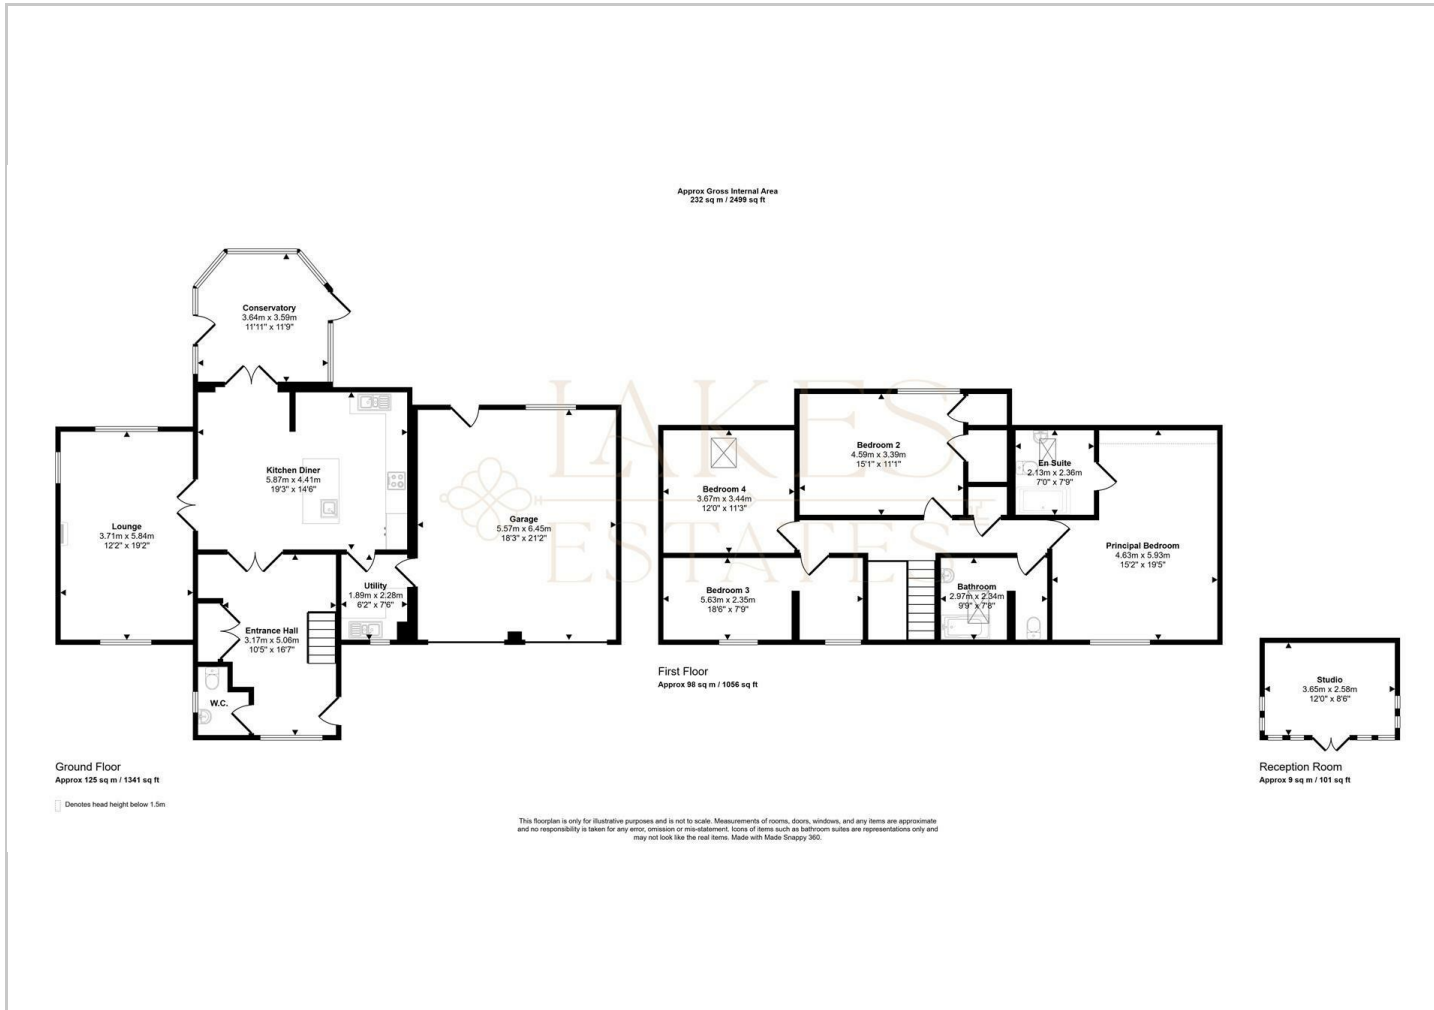 Approx Gross Internal Area
232 sq m / 2499 sq ft
LAKES
ESTATES
Conservatory
3.64m x 3.59m
11'11" x 11'9"
Kitchen Diner
5.87m x 4.41m
19'3" x 14'6"
Lounge
3.71m x 5.84m
12'2" x 19'2"
Garage
5.57m x 6.45m
18'3" x 21'2"
Utility
1.89m x 2.28m
6'2" x 7'6"
Entrance Hall
3.17m x 5.06m
10'5" x 16'7"
W.C.
Ground Floor
Approx 125 sq m / 1341 sq ft
Denotes head height below 1.5m
Bedroom 2
4.59m x 3.39m
15'1" x 11'1"
Bedroom 4
3.67m x 3.44m
12'0" x 11'3"
En Suite
2.13m x 2.36m
7'0" x 7'9"
Principal Bedroom
4.63m x 5.93m
15'2" x 19'5"
Bedroom 3
5.63m x 2.35m
18'6" x 7'9"
Bathroom
2.97m x 2.34m
9'9" x 7'8"
First Floor
Approx 98 sq m / 1056 sq ft
Studio
3.65m x 2.58m
12'0" x 8'6"
Reception Room
Approx 9 sq m / 101 sq ft
This floorplan is only for illustrative purposes and is not to scale. Measurements of rooms, doors, windows, and any items are approximate
and no responsibility is taken for any error, omission or mis-statement. Icons of items such as bathroom suites are representations only and
may not look like the real items. Made with Made Snappy 360.